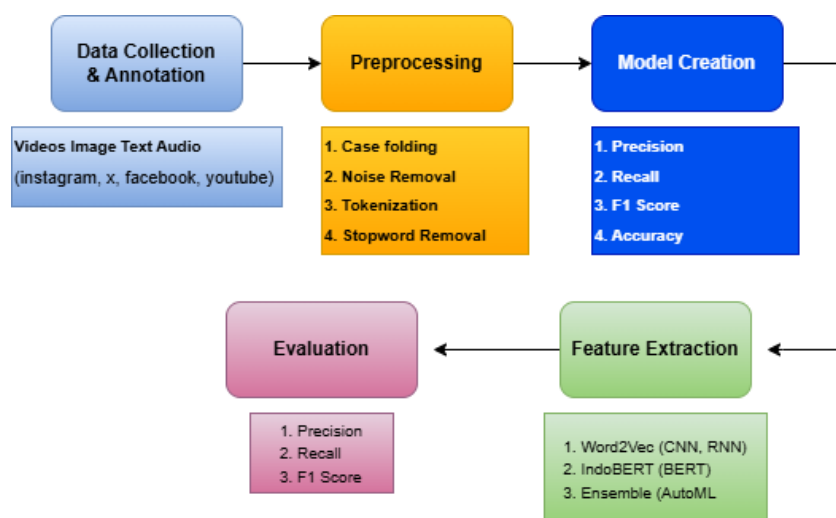 Data Collection
& Annotation
Preprocessing
Model Creation
Videos Image Text Audio
(instagram, x, facebook, youtube)
1. Case folding
2. Noise Removal
3. Tokenization
4. Stopword Removal
1. Precision
2. Recall
3. F1 Score
4. Accuracy
Evaluation
Feature Extraction
1. Precision
2. Recall
3. F1 Score
1. Word2Vec (CNN, RNN)
2. IndoBERT (BERT)
3. Ensemble (AutoML